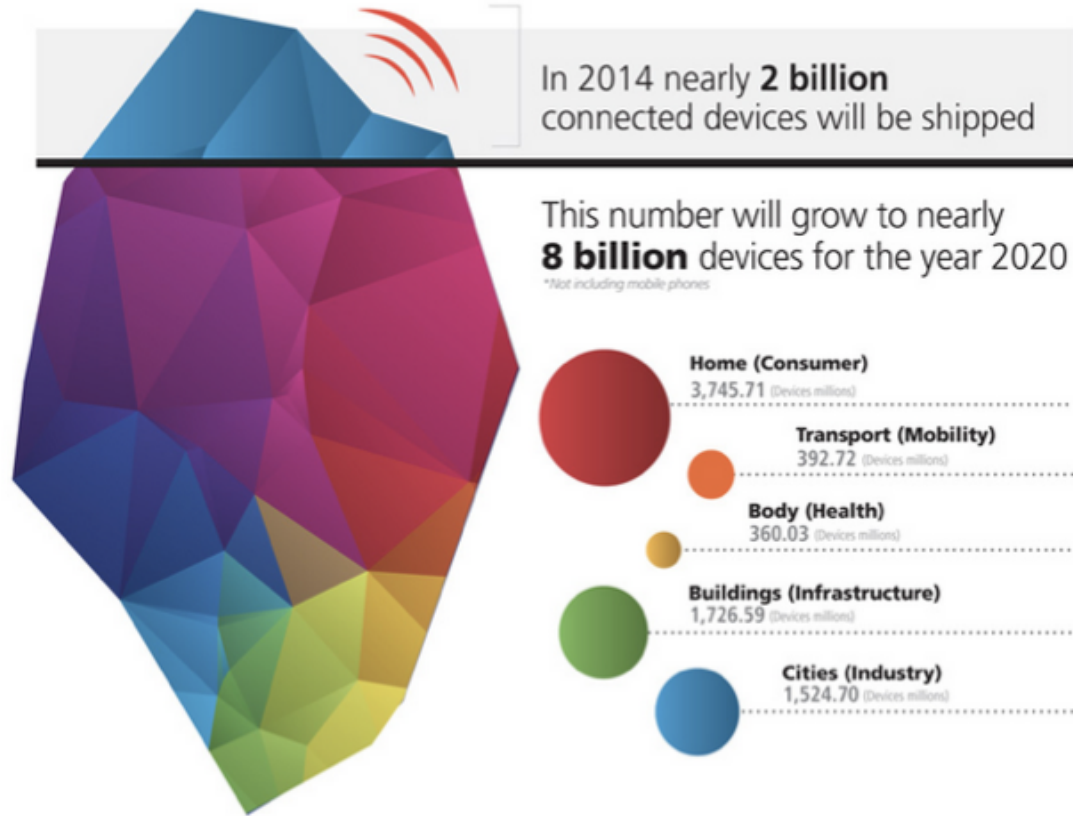 In 2014 nearly 2 billion
connected devices will be shipped
This number will grow to nearly
8 billion devices for the year 2020
*Not including mobile phones
Home (Consumer)
3,745.71 (Devices millions)
Transport (Mobility)
392.72 (Devices millions)
Body (Health)
360.03 (Devices millions)
Buildings (Infrastructure)
1,726.59 (Devices millions)
Cities (Industry)
1,524.70 (Devices millions)